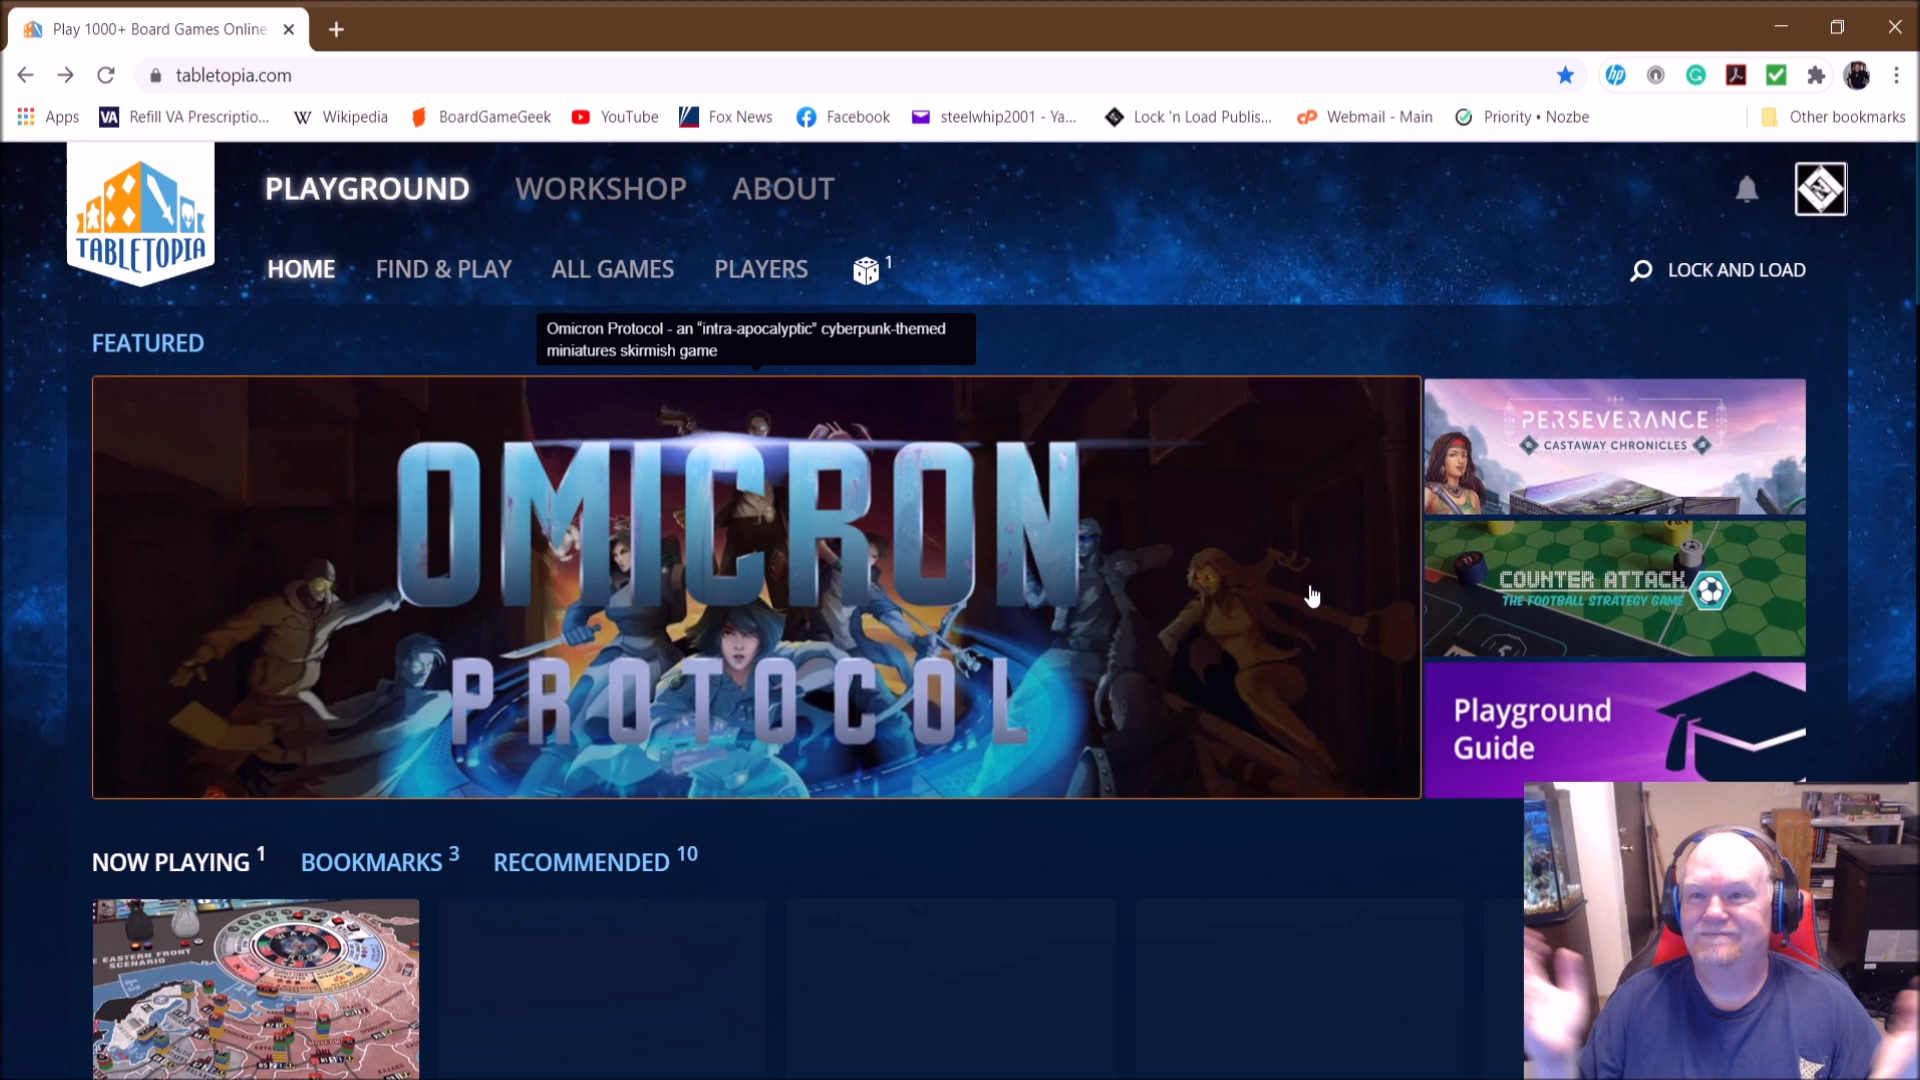 Play 1000+ Board Games Online
tabletopia.com
Apps
VA Refill VA Prescriptio...
W Wikipedia
BoardGameGeek
YouTube
Fox News
Facebook
steelwhip2001 - Ya...
Lock 'n Load Publis...
cP Webmail - Main
Priority • Nozbe
Other bookmarks
TABLETOPIA
PLAYGROUND
WORKSHOP
ABOUT
HOME
FIND & PLAY
ALL GAMES
PLAYERS
1
LOCK AND LOAD
FEATURED
Omicron Protocol - an "intra-apocalyptic" cyberpunk-themed
miniatures skirmish game
OMICRON
PROTOCOL
PERSEVERANCE
CASTAWAY CHRONICLES
COUNTER ATTACK
THE FOOTBALL STRATEGY GAME
Playground
Guide
NOW PLAYING 1
BOOKMARKS 3
RECOMMENDED 10
EASTERN FRONT
SCENARIO